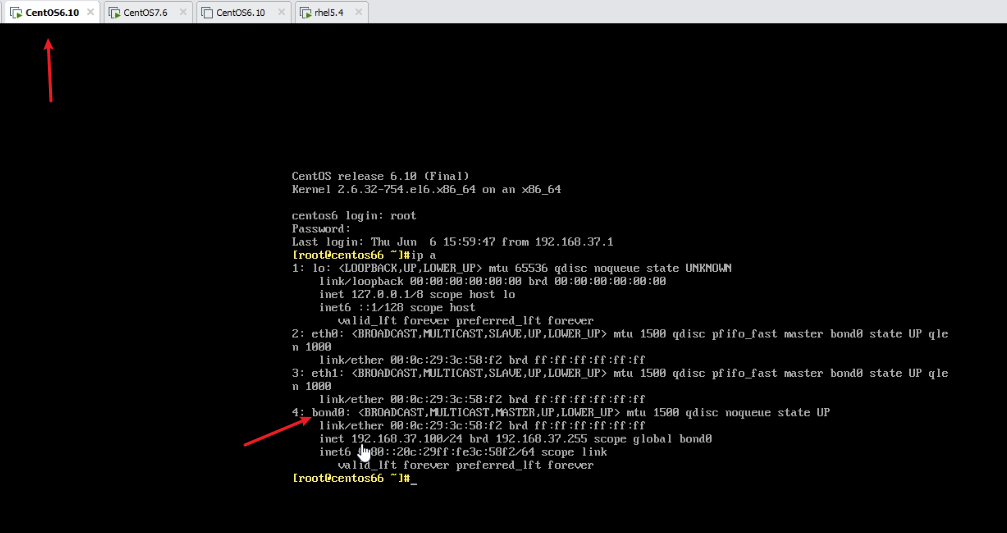 CentOS6.10
CentOS7.6
CentOS6.10
rhel5.4
CentOS release 6.10 (Final)
Kernel 2.6.32-754.el6.x86_64 on an x86_64
centos6 login: root
Password:
Last login: Thu Jun  6 15:59:47 from 192.168.37.1
[root@centos66 ~]#ip a
1: lo: <LOOPBACK,UP,LOWER_UP> mtu 65536 qdisc noqueue state UNKNOWN
link/loopback 00:00:00:00:00:00 brd 00:00:00:00:00:00
inet 127.0.0.1/8 scope host lo
inet6 ::1/128 scope host
valid_lft forever preferred_lft forever
2: eth0: <BROADCAST,MULTICAST,SLAVE,UP,LOWER_UP> mtu 1500 qdisc pfifo_fast master bond0 state UP qle
n 1000
link/ether 00:0c:29:3c:58:f2 brd ff:ff:ff:ff:ff:ff
3: eth1: <BROADCAST,MULTICAST,SLAVE,UP,LOWER_UP> mtu 1500 qdisc pfifo_fast master bond0 state UP qle
n 1000
link/ether 00:0c:29:3c:58:f2 brd ff:ff:ff:ff:ff:ff
4: bond0: <BROADCAST,MULTICAST,MASTER,UP,LOWER_UP> mtu 1500 qdisc noqueue state UP
link/ether 00:0c:29:3c:58:f2 brd ff:ff:ff:ff:ff:ff
inet 192.168.37.100/24 brd 192.168.37.255 scope global bond0
inet6 scope link
valid_lft forever preferred_lft forever
[root@centos66 ~]#_